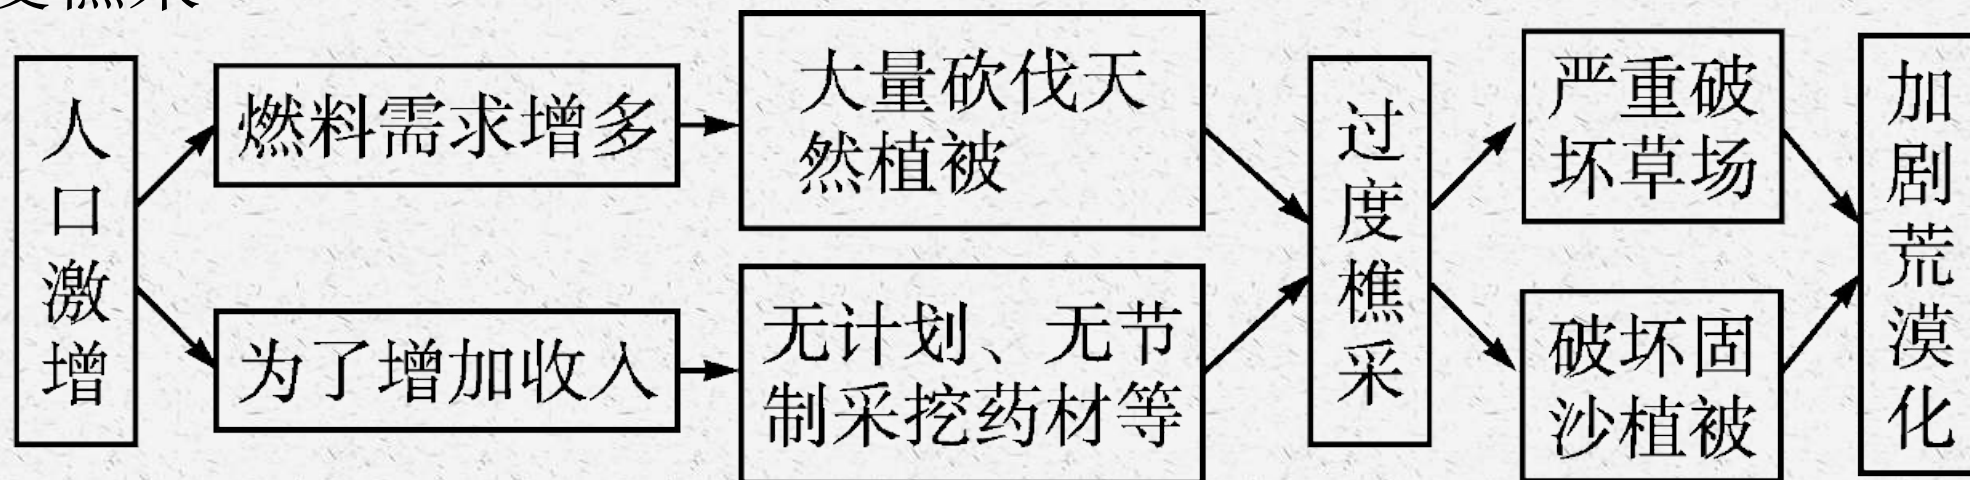 人口激增
燃料需求增多
大量砍伐天
然植被
为了增加收入
无计划、无节
制采挖药材等
过度樵采
严重破
坏草场
破坏固
沙植被
加剧荒漠化